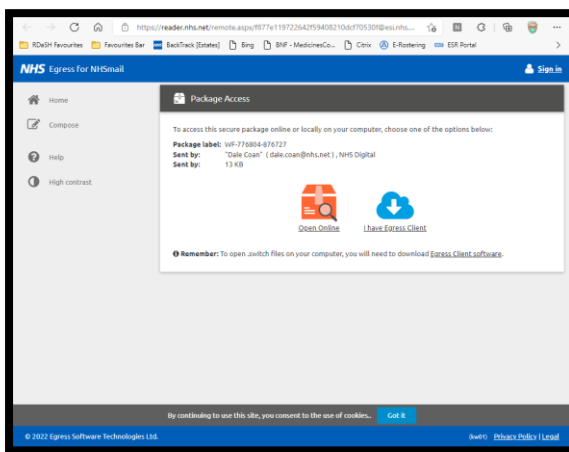 https://reader.nhs.net/remote.aspx/f877e119722642f59408210dcf70530f@esi.nhs...
RDaSH Favourites Favourites Bar BackTrack [Estates] Bing BNF - MedicinesCo... Citrix E-Rostering ESR Portal
NHS Egress for NHSmail Sign in
Home
Compose
Help
High contrast
Package Access
To access this secure package online or locally on your computer, choose one of the options below:
Package label: WF-776804-876727
Sent by: "Dale Coan" ( dale.coan@nhs.net ) , NHS Digital
Sent by: 13 KB
Open Online I have Egress Client
Remember: To open .switch files on your computer, you will need to download Egress Client software.
By continuing to use this site, you consent to the use of cookies.. Got it
© 2022 Egress Software Technologies Ltd. (kw01) Privacy Policy | Legal